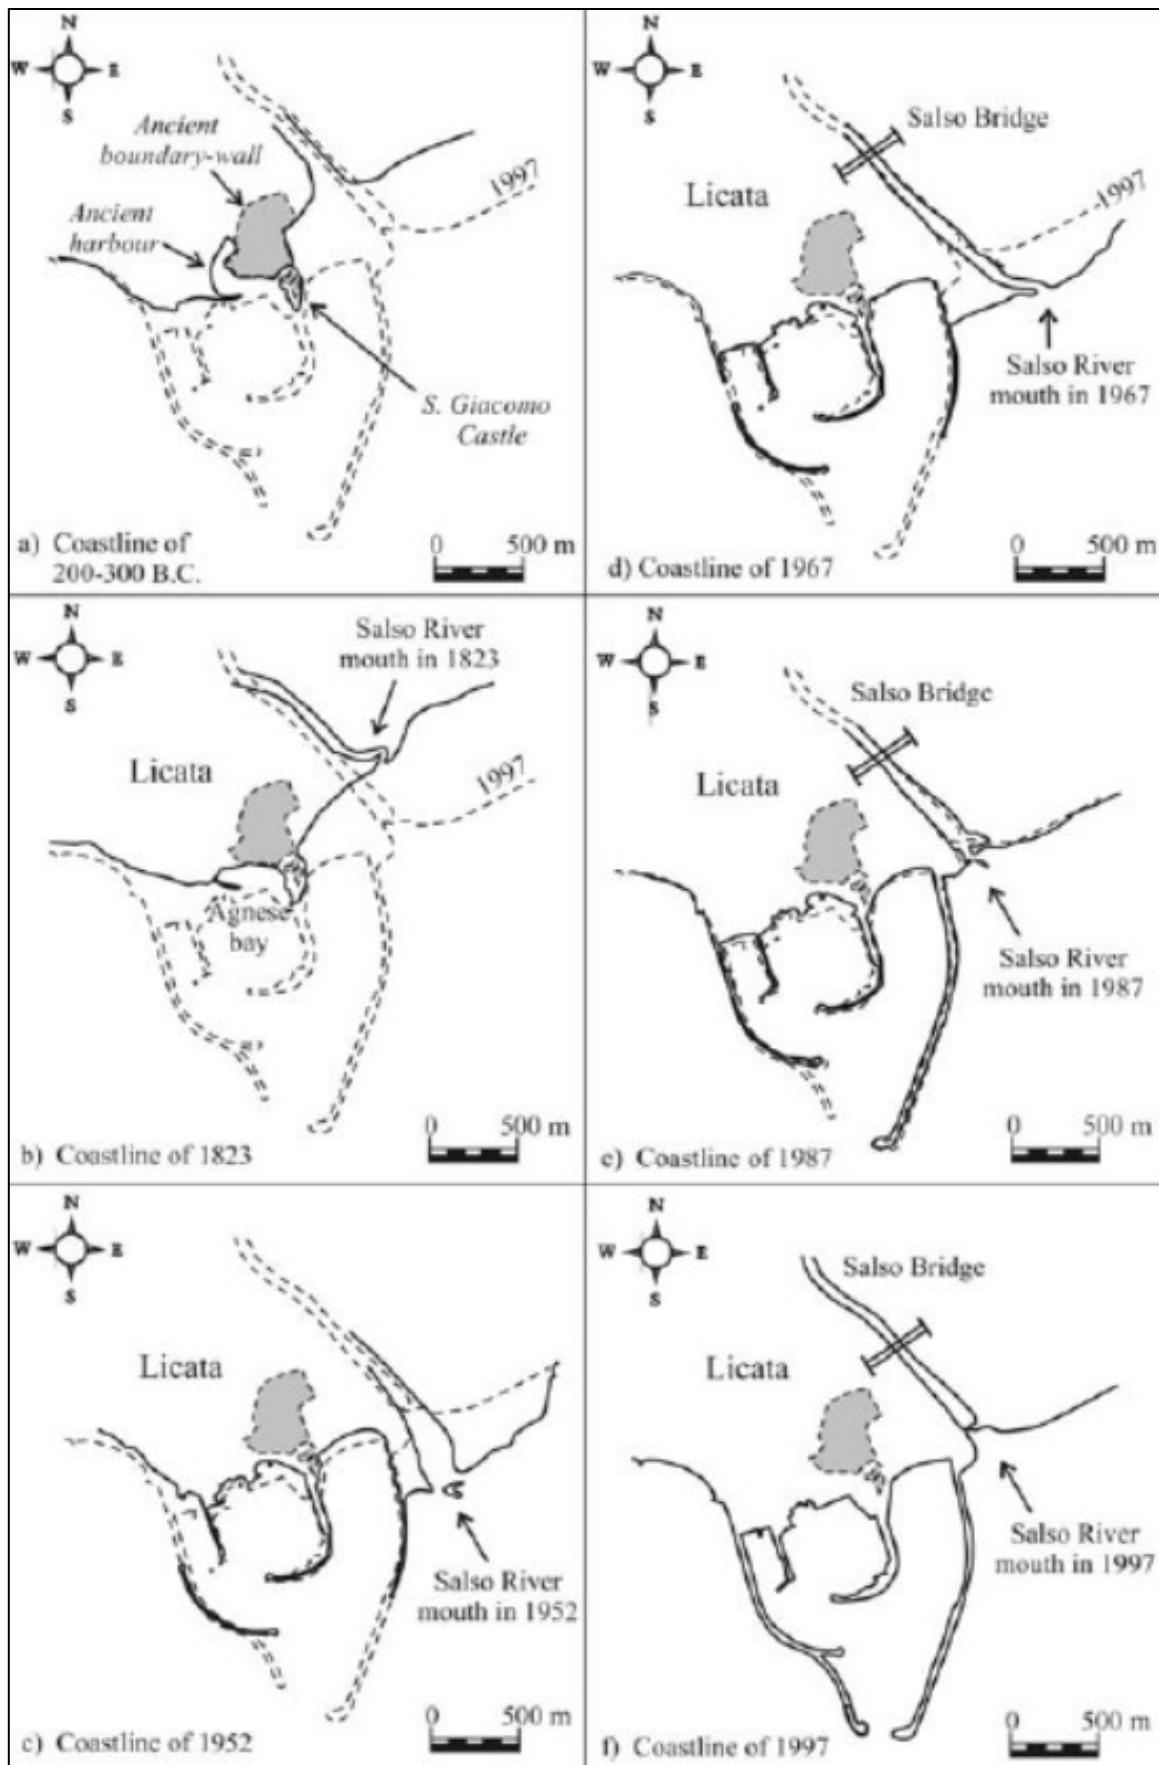 N
W E
S
Ancient
boundary-wall
Ancient
harbour
1997
S. Giacomo
Castle
0 500 m
a) Coastline of
200-300 B.C.
N
W E
S
Salso River
mouth in 1823
Licata
1997
Agnese
bay
0 500 m
b) Coastline of 1823
N
W E
S
Licata
Salso River
mouth in 1952
0 500 m
c) Coastline of 1952
N
W E
S
Salso Bridge
Licata
1997
Salso River
mouth in 1967
0 500 m
d) Coastline of 1967
N
W E
S
Salso Bridge
Licata
Salso River
mouth in 1987
0 500 m
e) Coastline of 1987
N
W E
S
Salso Bridge
Licata
Salso River
mouth in 1997
0 500 m
f) Coastline of 1997